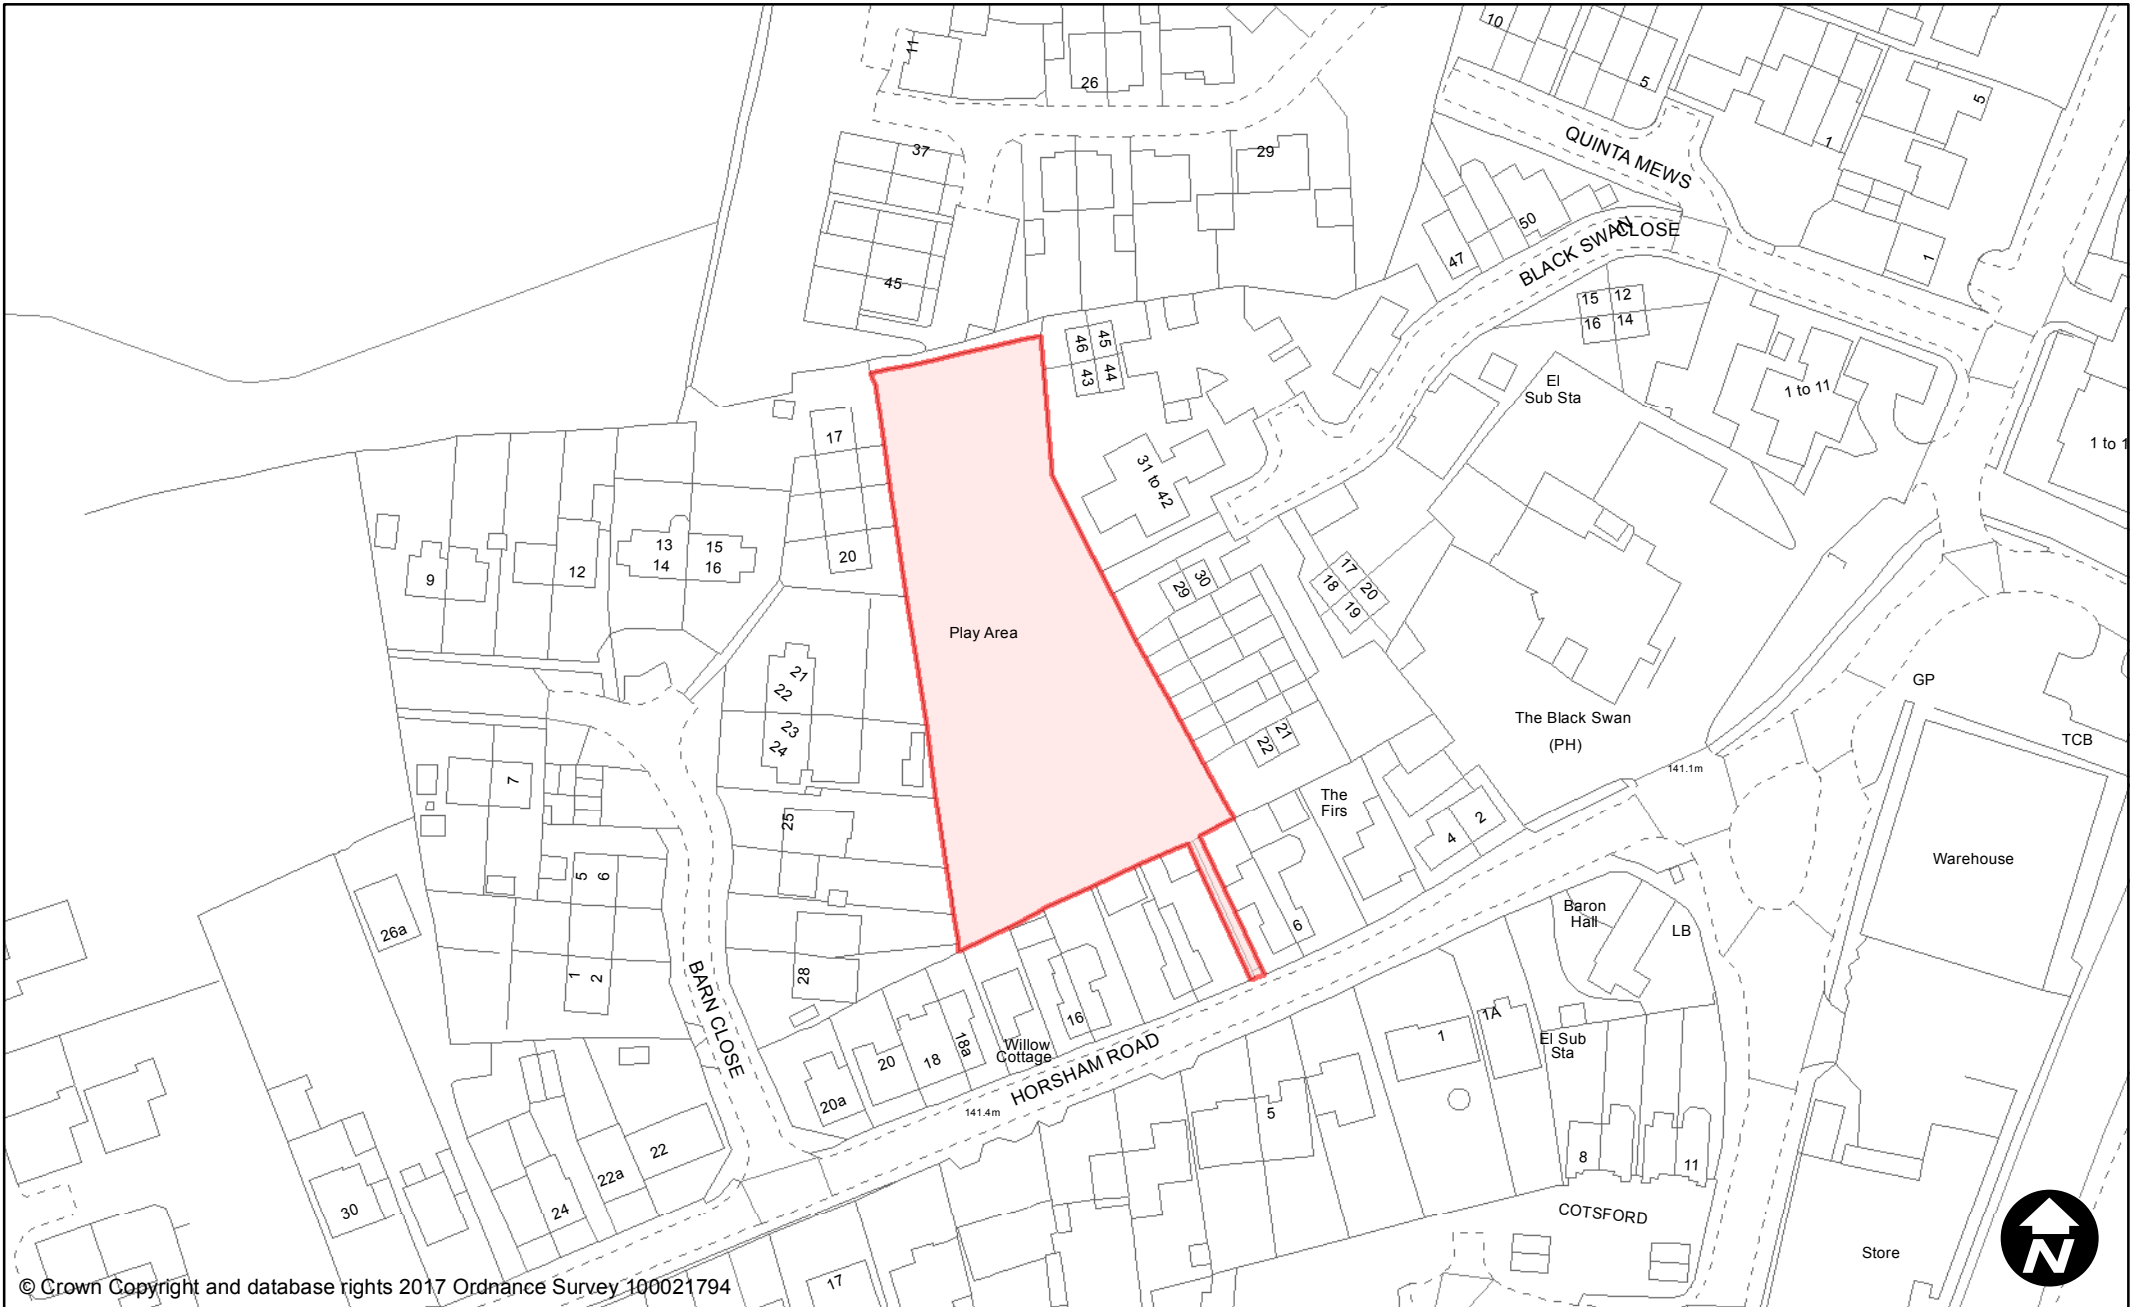 11
26
10
5
5
1
QUINTA MEWS
37
29
50
47
BLACK SWAN
CLOSE
1
45
15 12
16 14
46 45
43 44
El
Sub Sta
1 to 11
1 to 1
17
31 to 42
13
14
15
16
12
9
20
30
29
17
18
20
19
Play Area
21
22
23
24
GP
The Black Swan
(PH)
TCB
21
22
141.1m
7
The
Firs
25
2
4
Warehouse
5 6
26a
Baron
Hall
LB
6
1 2
28
BARN CLOSE
16
Willow
Cottage
18a
18
20
20a
HORSHAM ROAD
141.4m
1
1A
El Sub
Sta
5
22
22a
24
30
8
11
COTSFORD
Store
17
N
© Crown Copyright and database rights 2017 Ordnance Survey 100021794